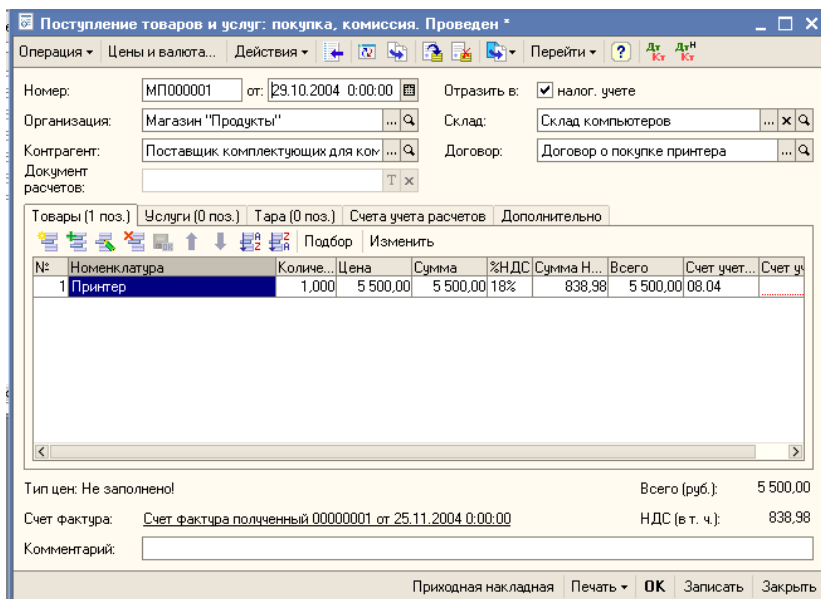 Поступление товаров и услуг: покупка, комиссия. Проведен *
Операция Цены и валюта... Действия Перейти ? Дт Кт Дт Н Кт
Номер: МП000001 от: 29.10.2004 0:00:00 Отразить в: налог. учете
Организация: Магазин "Продукты" ... Склад: Склад компьютеров ... x
Контрагент: Поставщик комплектующих для ком ... Договор: Договор о покупке принтера ...
Документ
расчетов: T x
Товары (1 поз.) Услуги (0 поз.) Тара (0 поз.) Счета учета расчетов Дополнительно
Подбор Изменить
№ Номенклатура Количе... Цена Сумма %НДС Сумма Н... Всего Счет учет... Счет уч
1 Принтер 1,000 5 500,00 5 500,00 18% 838,98 5 500,00 08.04
Тип цен: Не заполнено! Всего (руб.): 5 500,00
Счет фактура: Счет фактура полученный 00000001 от 25.11.2004 0:00:00 НДС (в т. ч.): 838,98
Комментарий:
Приходная накладная Печать OK Записать Закрыть